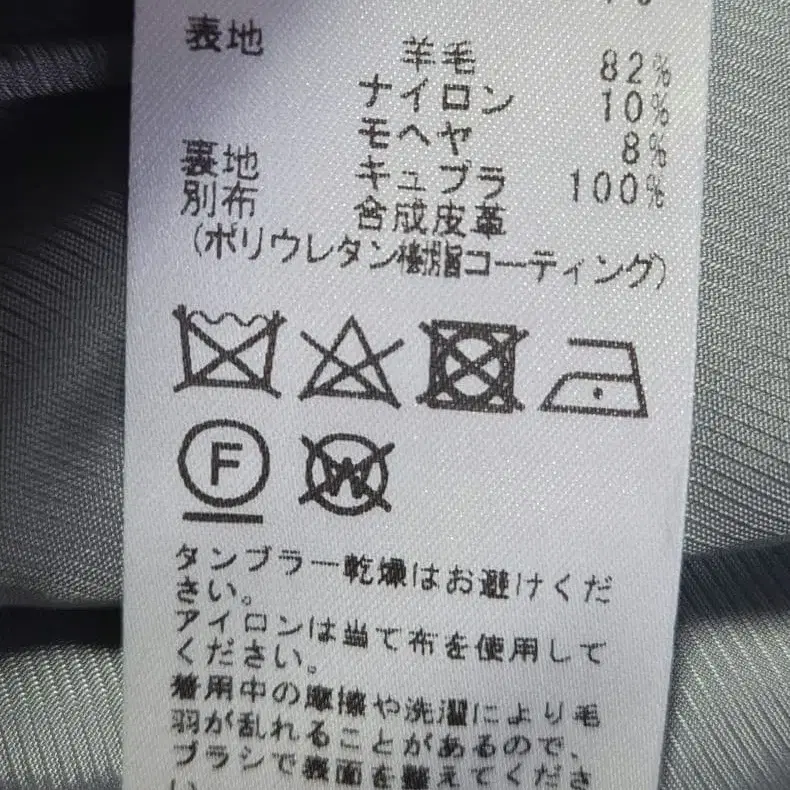 表地 羊毛 82%
ナイロン 10%
モヘヤ 8%
裏地 キュプラ 100%
別布 合成皮革
(ポリウレタン樹脂コーティング)
F
W
タンブラー乾燥はお避けくだ
さい。
アイロンは当て布を使用して
ください。
着用中の摩擦や洗濯により毛
羽が乱れることがあるので、
ブラシで表面を整えてくださ